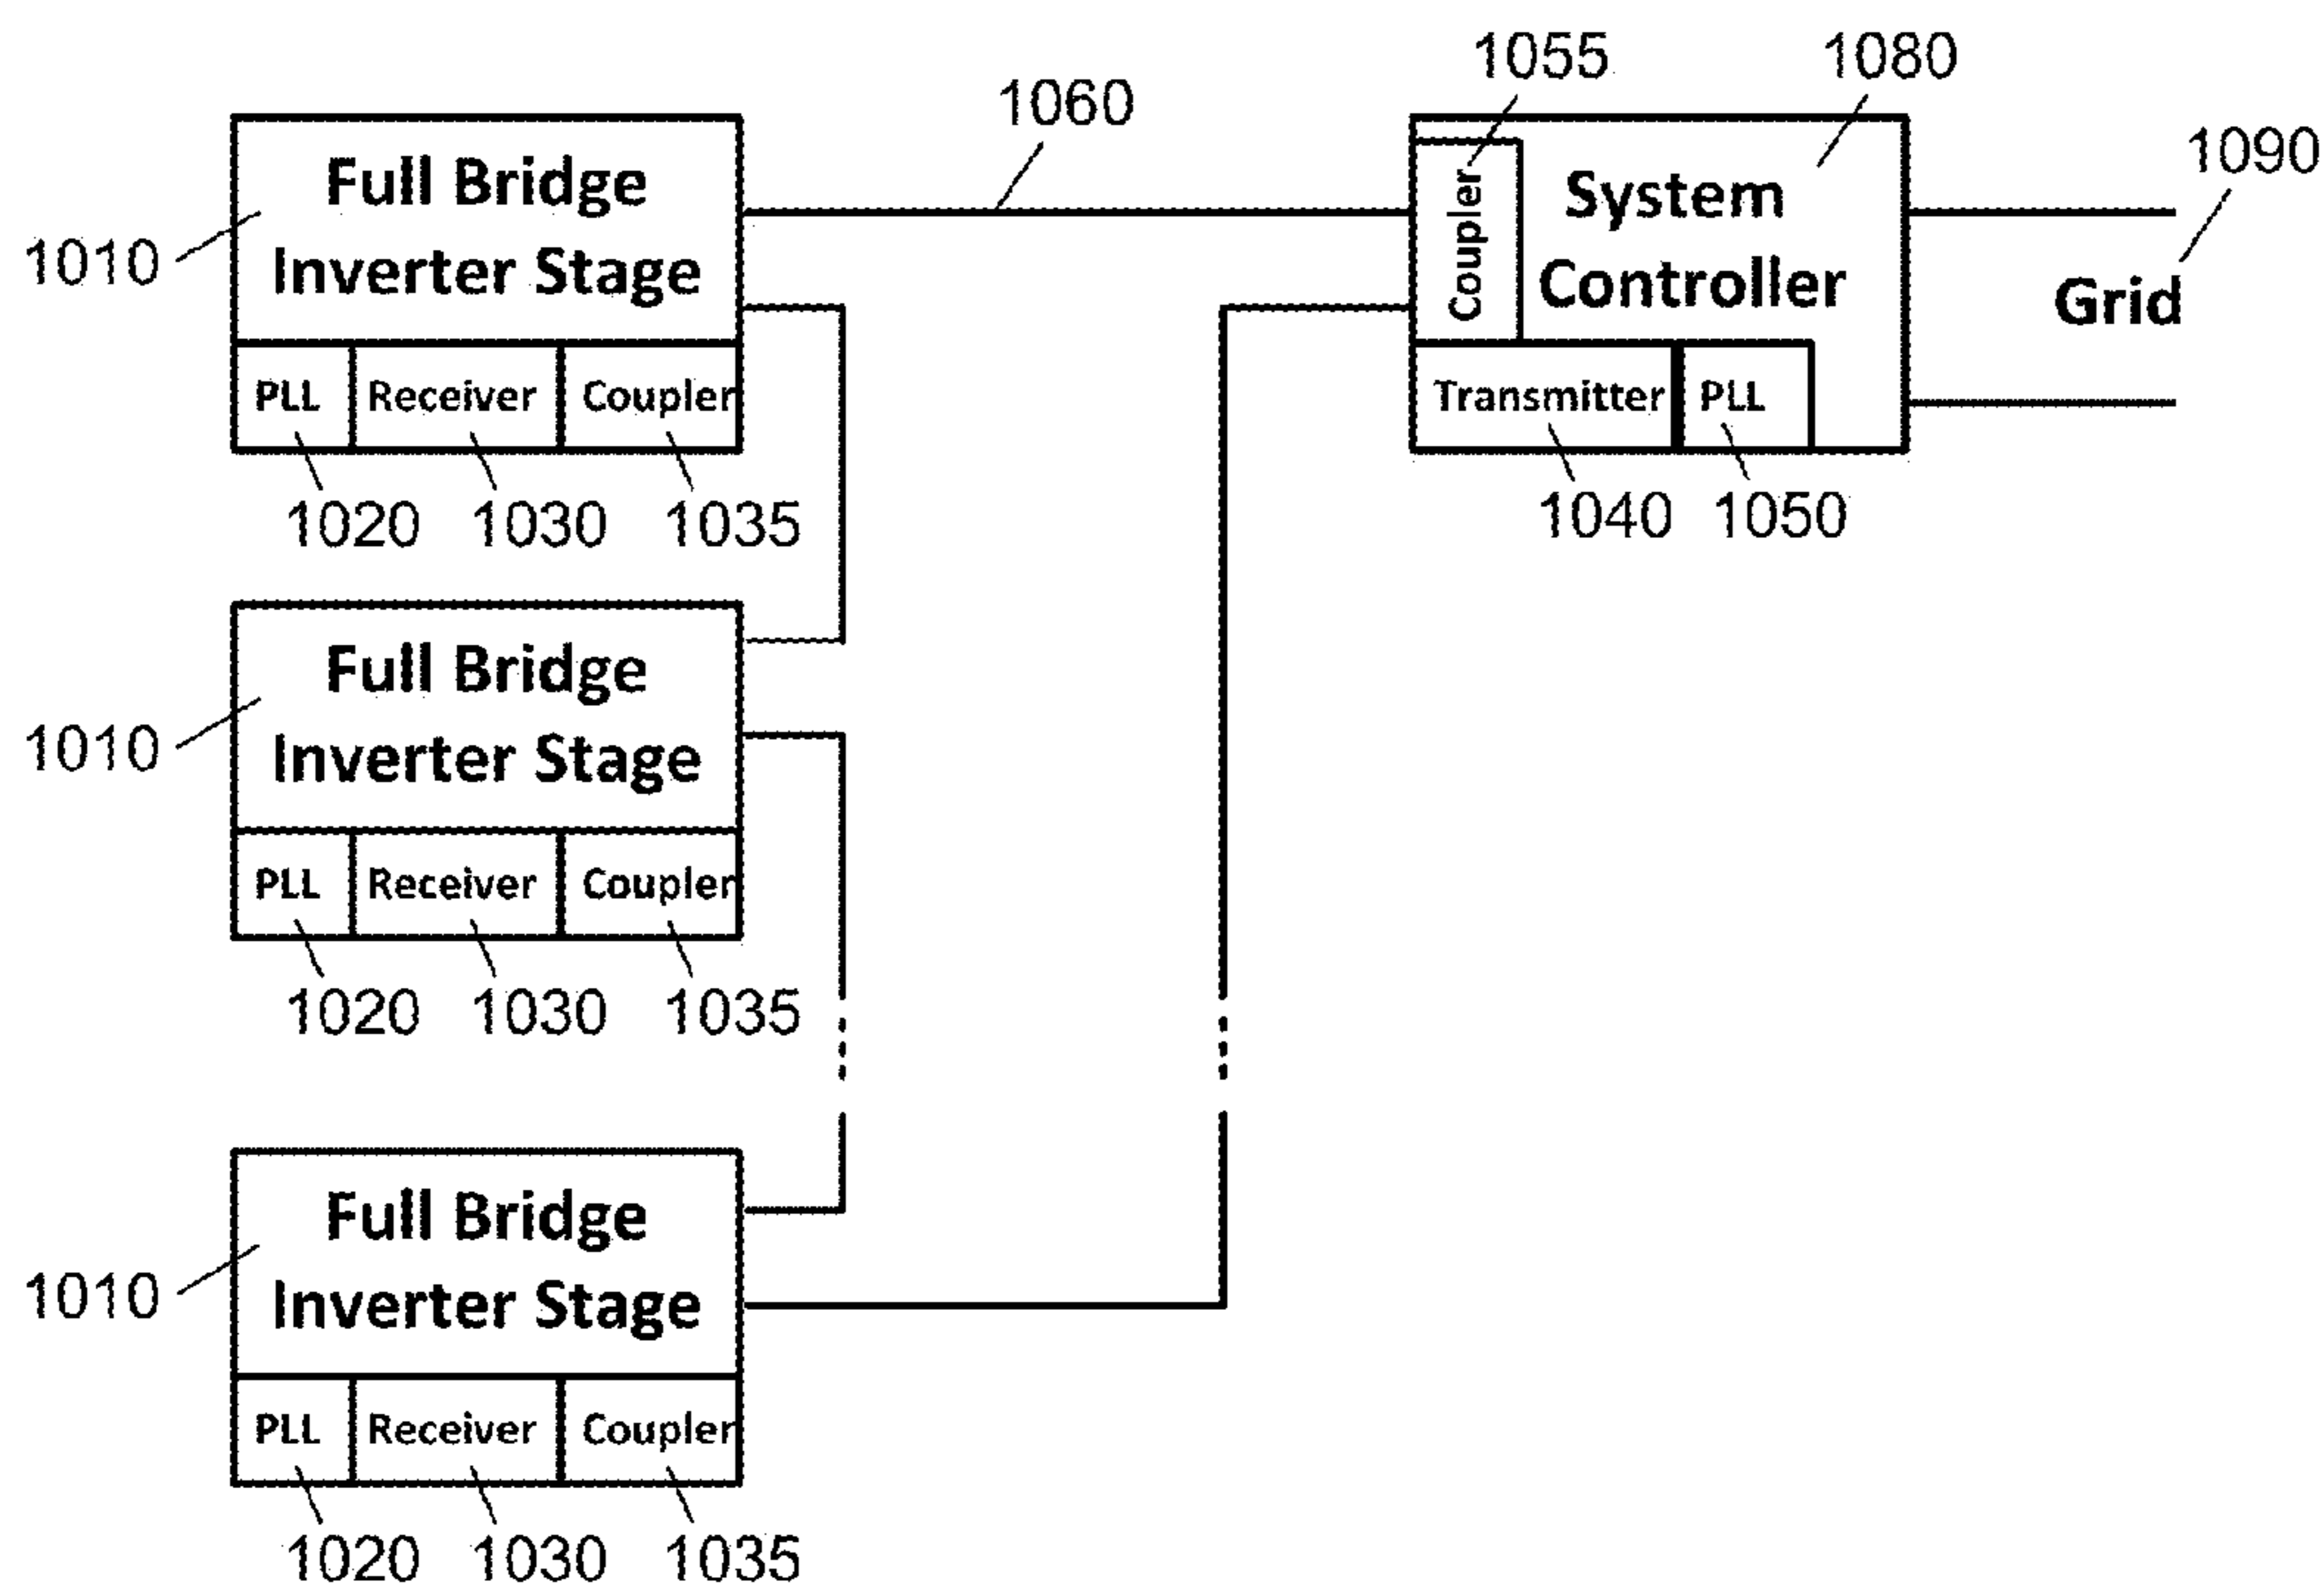 1055
1080
1060
1090
Full Bridge
Inverter Stage
1010
Coupler
System
Controller
Grid
PLL
Receiver
Coupler
Transmitter
PLL
1020
1030
1035
1040
1050
Full Bridge
Inverter Stage
1010
PLL
Receiver
Coupler
1020
1030
1035
Full Bridge
Inverter Stage
1010
PLL
Receiver
Coupler
1020
1030
1035